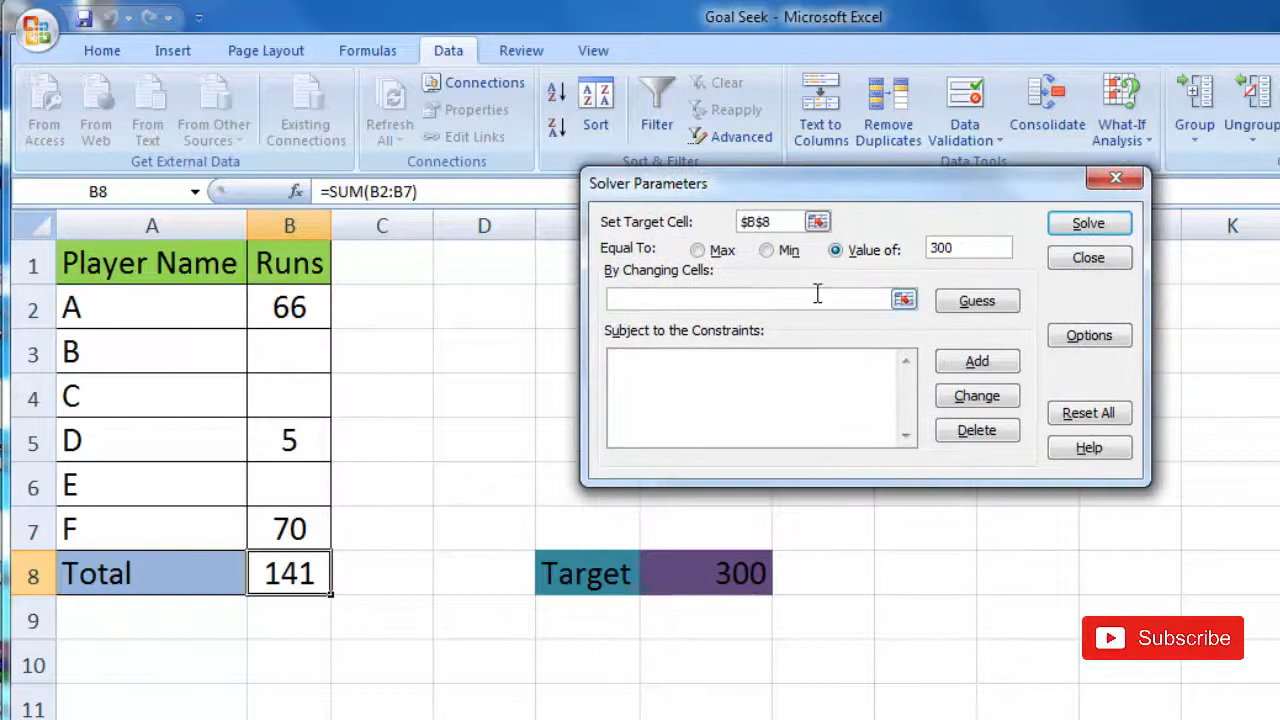 Goal Seek - Microsoft Excel
Home Insert Page Layout Formulas Data Review View
From Access
From Web
From Text
From Other Sources
Existing Connections
Get External Data
Refresh All
Connections
Properties
Edit Links
Connections
Sort
Filter
Clear
Reapply
Advanced
Sort & Filter
Text to Columns
Remove Duplicates
Data Validation
Consolidate
What-If Analysis
Data Tools
Group
Ungroup
B8 fx =SUM(B2:B7)
A B C D K
1 Player Name Runs
2 A 66
3 B
4 C
5 D 5
6 E
7 F 70
8 Total 141 Target 300
9
10
11
Solver Parameters
Set Target Cell: $B$8
Equal To: Max Min Value of: 300
By Changing Cells:
Guess
Subject to the Constraints:
Add
Change
Delete
Solve
Close
Options
Reset All
Help
Subscribe